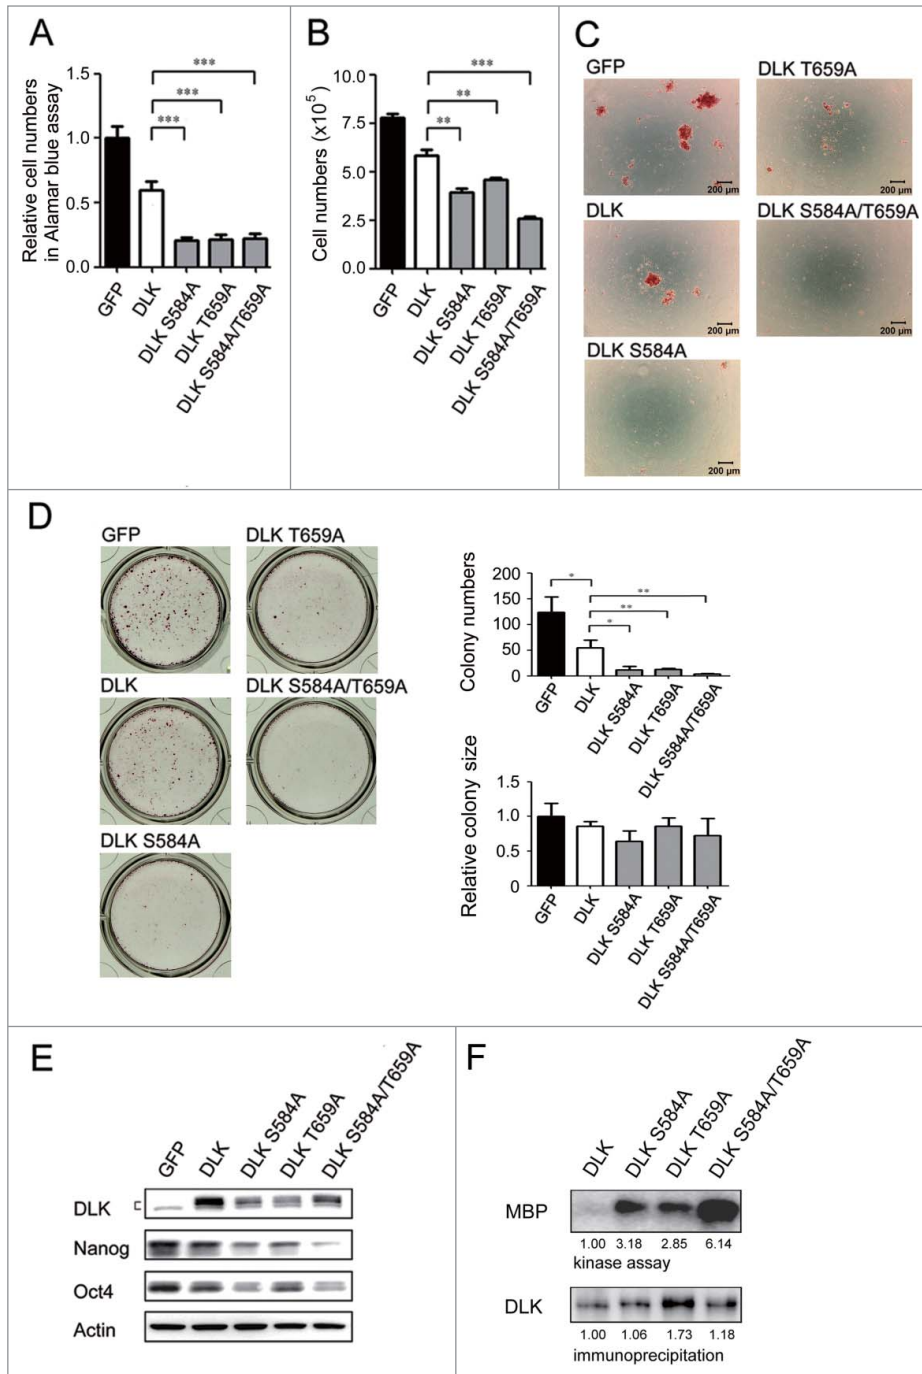 A
Relative cell numbers
in Alamar blue assay
1.5
1.0
0.5
0.0
***
***
***
GFP
DLK
DLK S584A
DLK T659A
DLK S584A/T659A
B
Cell numbers (x10⁵)
10.0
7.5
5.0
2.5
0.0
***
**
**
GFP
DLK
DLK S584A
DLK T659A
DLK S584A/T659A
C
GFP
200 µm
DLK T659A
200 µm
DLK
200 µm
DLK S584A/T659A
200 µm
DLK S584A
200 µm
D
GFP
DLK T659A
DLK
DLK S584A/T659A
DLK S584A
Colony numbers
200
150
100
50
0
*
**
**
*
GFP
DLK
DLK S584A
DLK T659A
DLK S584A/T659A
Relative colony size
1.5
1.0
0.5
0
GFP
DLK
DLK S584A
DLK T659A
DLK S584A/T659A
E
GFP
DLK
DLK S584A
DLK T659A
DLK S584A/T659A
DLK
Nanog
Oct4
Actin
F
DLK
DLK S584A
DLK T659A
DLK S584A/T659A
MBP
1.00 3.18 2.85 6.14
kinase assay
DLK
1.00 1.06 1.73 1.18
immunoprecipitation